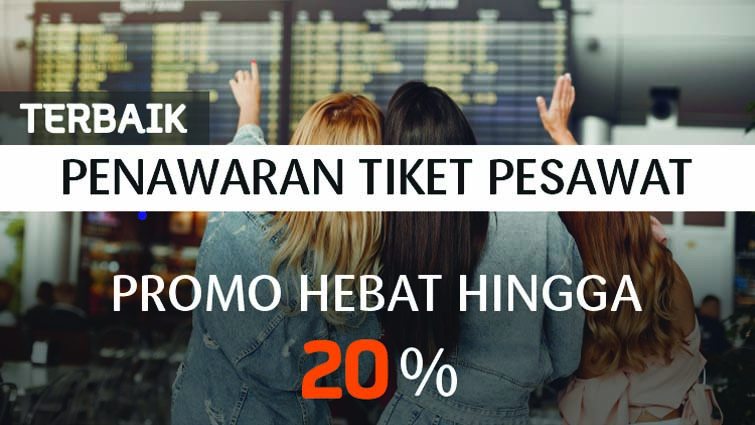 TERBAIK
PENAWARAN TIKET PESAWAT
PROMO HEBAT HINGGA
20%